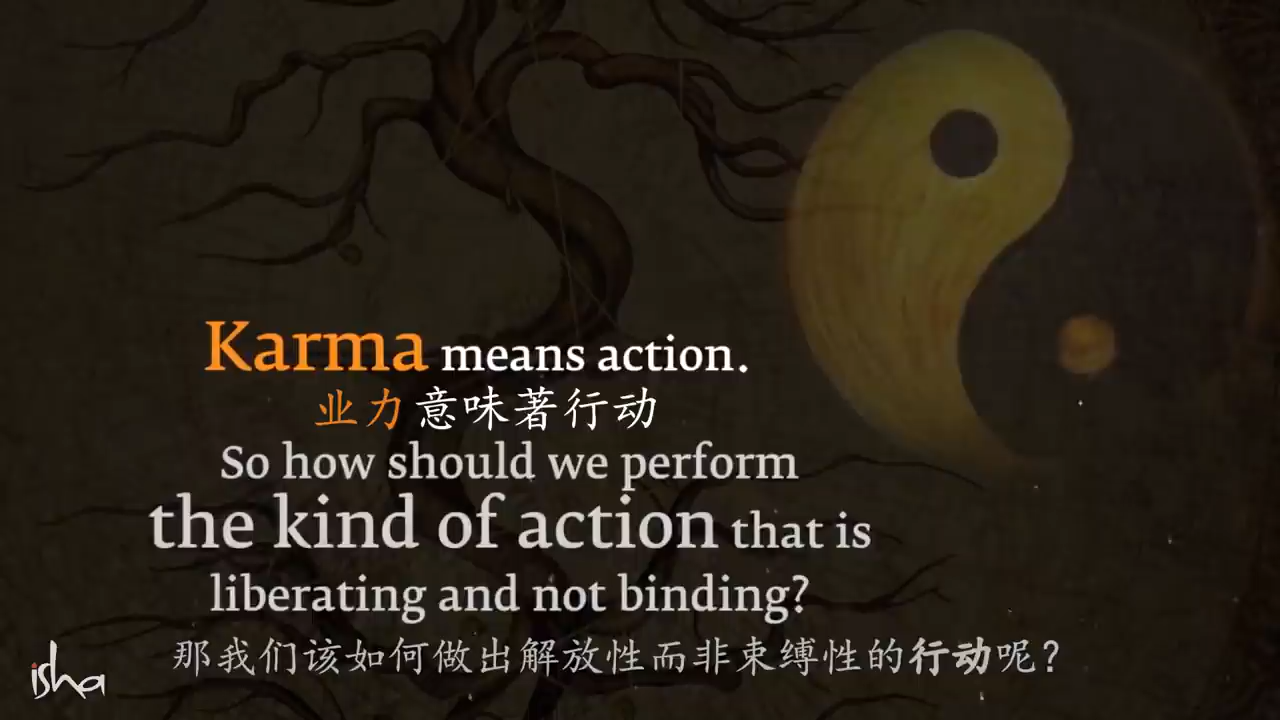 Karma means action.
业力意味著行动
So how should we perform
the kind of action that is
liberating and not binding?
那我们该如何做出解放性而非束缚性的行动呢？
isha